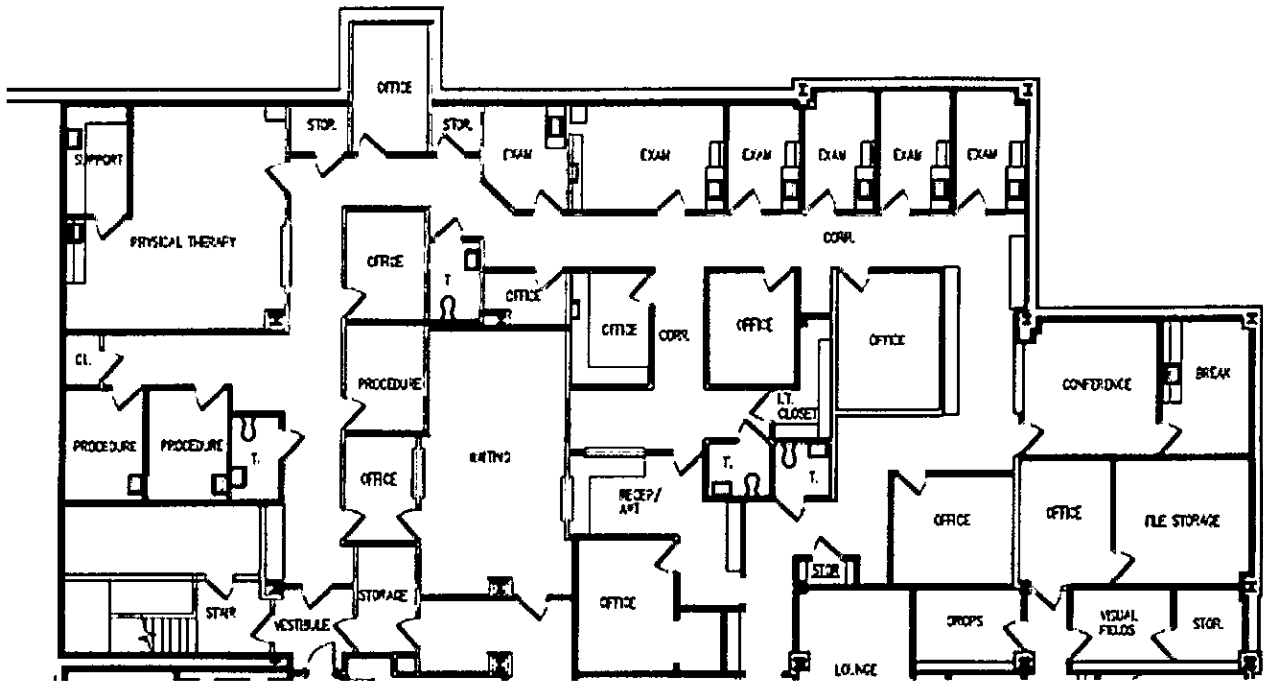 OFFICE
STOR.
STOR.
SUPPORT
EXAM
EXAM
EXAM
EXAM
EXAM
EXAM
PHYSICAL THERAPY
CORR.
OFFICE
T.
OFFICE
OFFICE
CORR.
OFFICE
OFFICE
CL.
PROCEDURE
CONFERENCE
BREAK
I.T.
CLOSET
PROCEDURE
PROCEDURE
T.
OFFICE
WAITING
T.
T.
RECEP./
OFFICE
OFFICE
FILE STORAGE
STOR
STORAGE
OFFICE
STAIR
VESTIBULE
DROPS
VISUAL
FIELDS
STOR.
LOUNGE